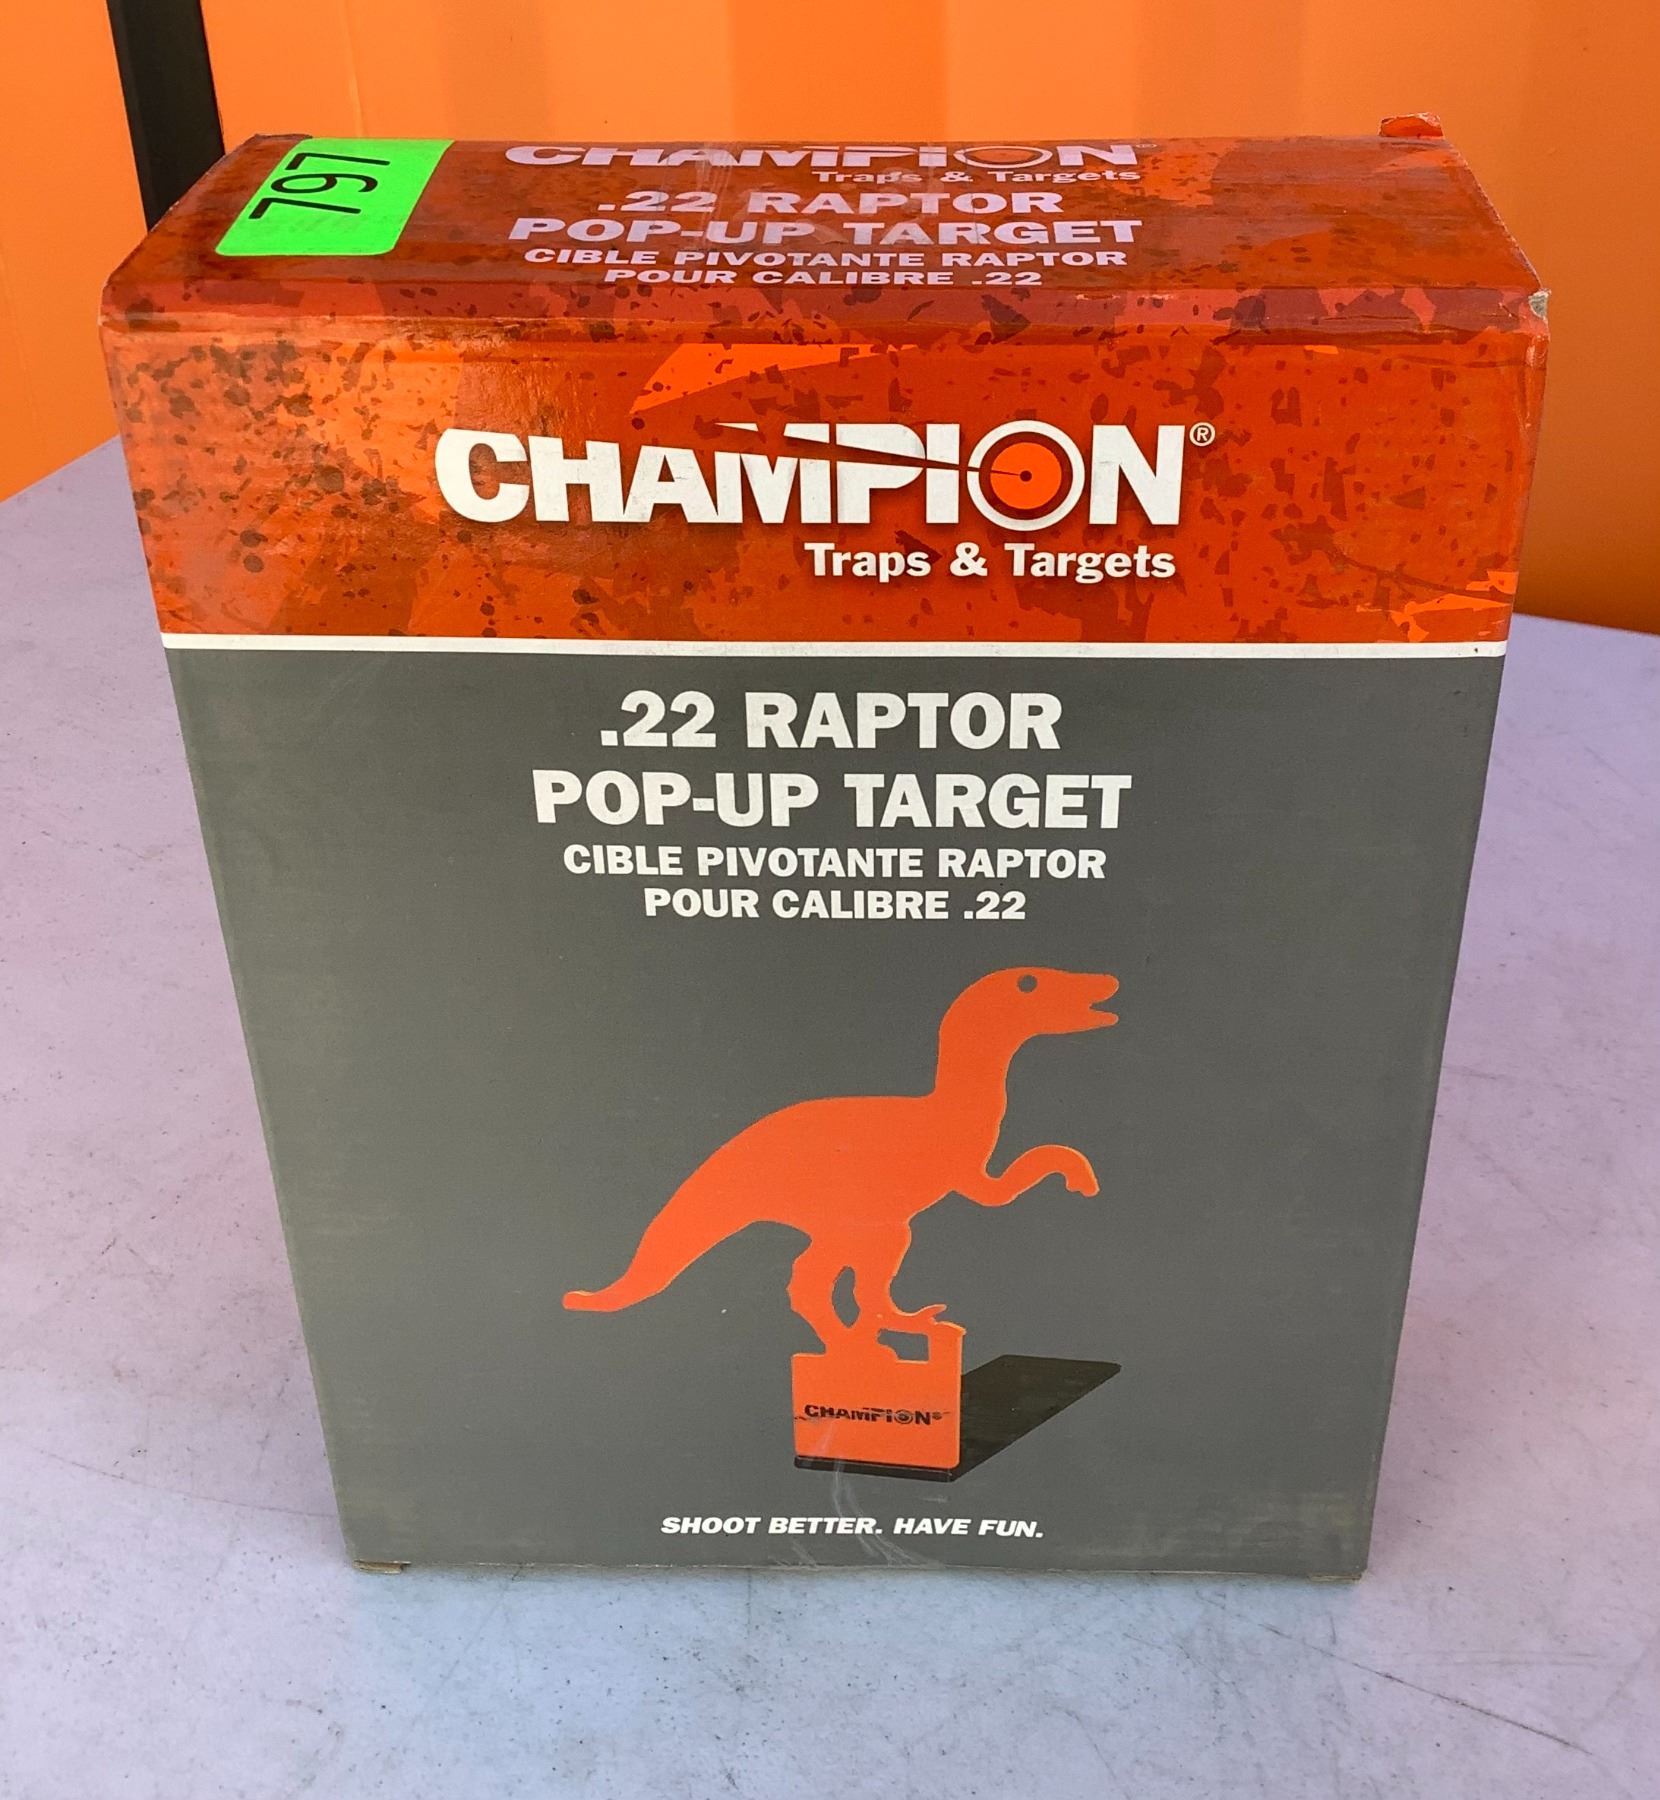 797
CHAMPION®
Traps & Targets
.22 RAPTOR
POP-UP TARGET
CIBLE PIVOTANTE RAPTOR
POUR CALIBRE .22
CHAMPION®
Traps & Targets
.22 RAPTOR
POP-UP TARGET
CIBLE PIVOTANTE RAPTOR
POUR CALIBRE .22
CHAMPION®
SHOOT BETTER. HAVE FUN.